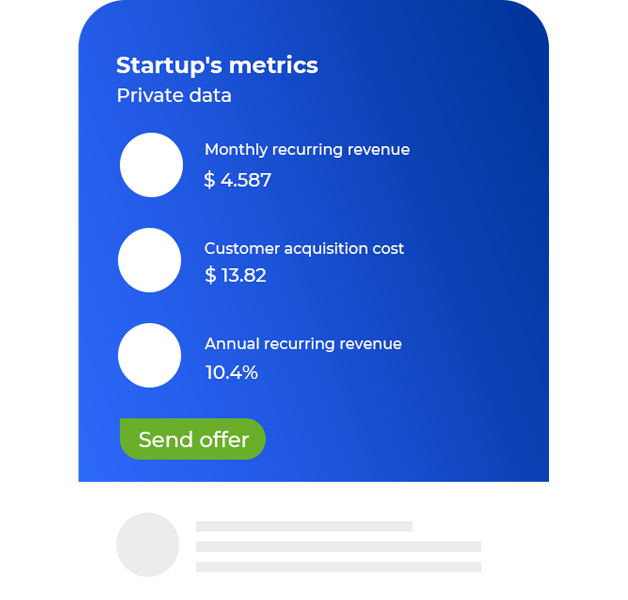 Startup's metrics
Private data
Monthly recurring revenue
$ 4.587
Customer acquisition cost
$ 13.82
Annual recurring revenue
10.4%
Send offer